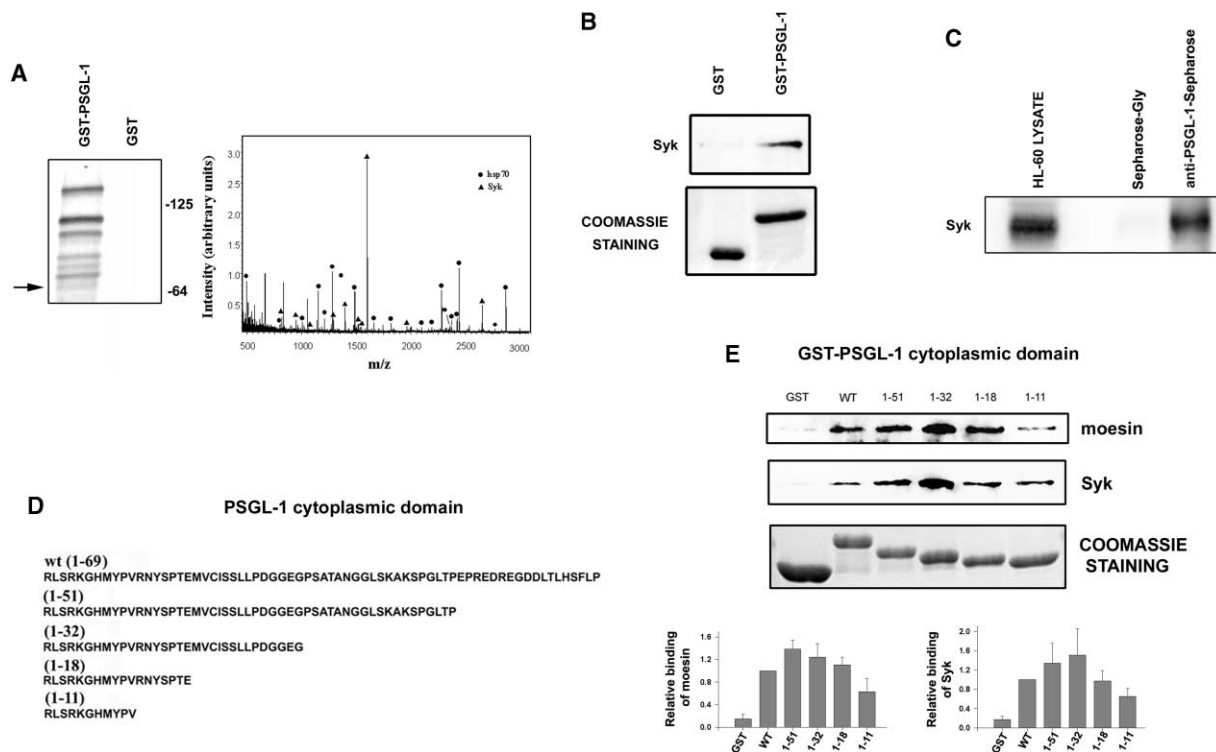 A
GST-PSGL-1
GST
-125
-64
Intensity (arbitrary units)
3.0
2.5
2.0
1.5
1.0
0.5
500
1000
1500
2000
2500
3000
m/z
hsp70
Syk
B
GST
GST-PSGL-1
Syk
COOMASSIE
STAINING
C
HL-60 LYSATE
Sepharose-Gly
anti-PSGL-1-Sepharose
Syk
D
PSGL-1 cytoplasmic domain
wt (1-69)
RLSRKGHMYPVRNYSPTEMVCISSLLPDGGEGPSATANGGLSKAKSPGLTPEPREDREGDDLTLHSFLP
(1-51)
RLSRKGHMYPVRNYSPTEMVCISSLLPDGGEGPSATANGGLSKAKSPGLTP
(1-32)
RLSRKGHMYPVRNYSPTEMVCISSLLPDGGEG
(1-18)
RLSRKGHMYPVRNYSPTE
(1-11)
RLSRKGHMYPV
E
GST-PSGL-1 cytoplasmic domain
GST WT 1-51 1-32 1-18 1-11
moesin
Syk
COOMASSIE
STAINING
Relative binding
of moesin
1.6
1.2
0.8
0.4
0.0
GST WT 1-51 1-32 1-18 1-11
Relative binding
of Syk
2.0
1.6
1.2
0.8
0.4
0.0
GST WT 1-51 1-32 1-18 1-11